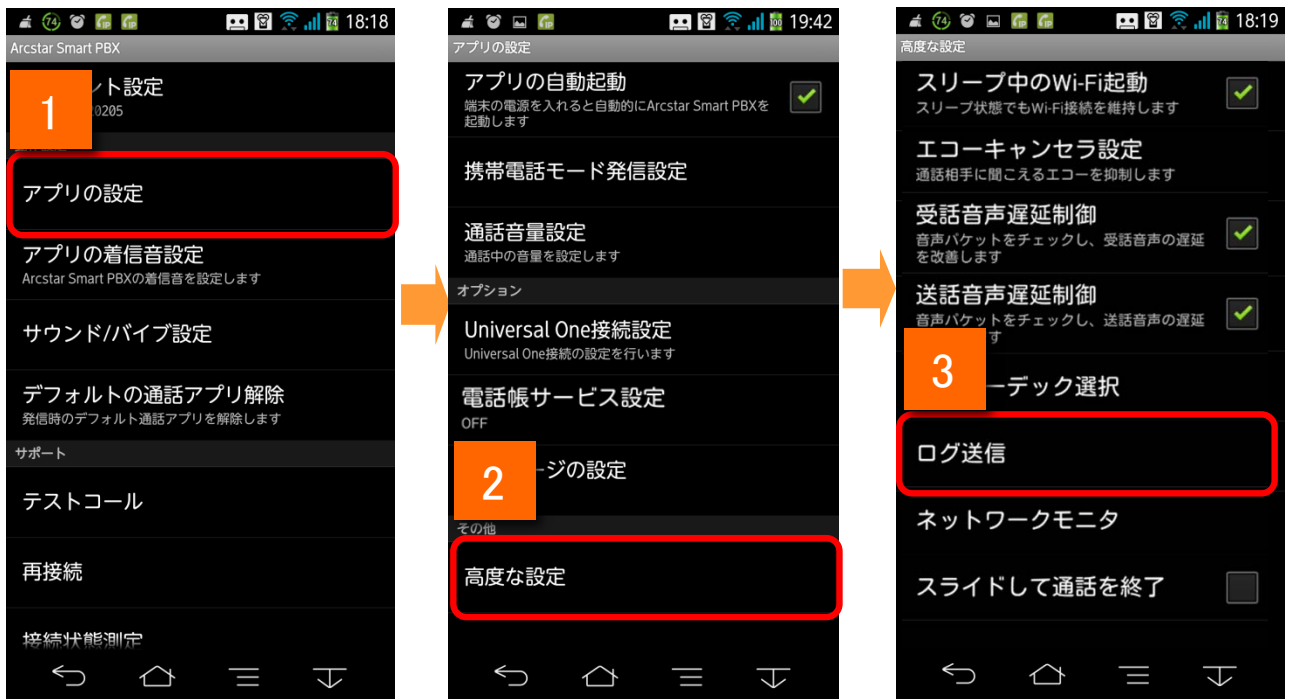 74
18:18
Arcstar Smart PBX
1
ント設定
0205
アプリの設定
アプリの着信音設定
Arcstar Smart PBXの着信音を設定します
サウンド/バイブ設定
デフォルトの通話アプリ解除
発信時のデフォルト通話アプリを解除します
サポート
テストコール
再接続
接続状態測定
100
19:42
アプリの設定
アプリの自動起動
端末の電源を入れると自動的にArcstar Smart PBXを
起動します
携帯電話モード発信設定
通話音量設定
通話中の音量を設定します
オプション
Universal One接続設定
Universal One接続の設定を行います
電話帳サービス設定
OFF
2
ージの設定
その他
高度な設定
74
18:19
高度な設定
スリープ中のWi-Fi起動
スリープ状態でもWi-Fi接続を維持します
エコーキャンセラ設定
通話相手に聞こえるエコーを抑制します
受話音声遅延制御
音声パケットをチェックし、受話音声の遅延
を改善します
送話音声遅延制御
音声パケットをチェックし、送話音声の遅延
す
3
ーデック選択
ログ送信
ネットワークモニタ
スライドして通話を終了